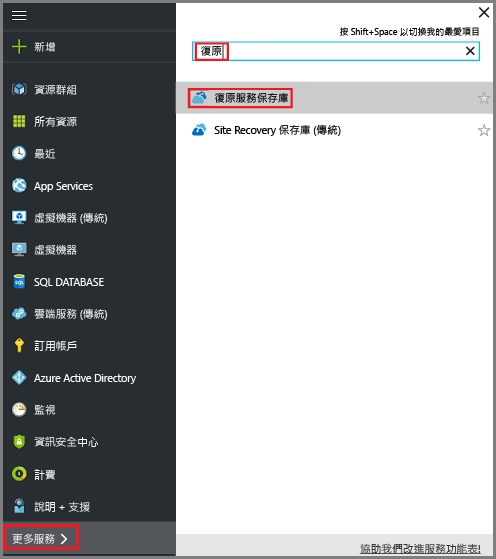 新增
資源群組
所有資源
最近
App Services
虛擬機器 (傳統)
虛擬機器
SQL DATABASE
雲端服務 (傳統)
訂用帳戶
Azure Active Directory
監視
資訊安全中心
計費
說明 + 支援
更多服務
按 Shift+Space 以切換我的最愛項目
復原
復原服務保存庫
Site Recovery 保存庫 (傳統)
協助我們改進服務功能表!